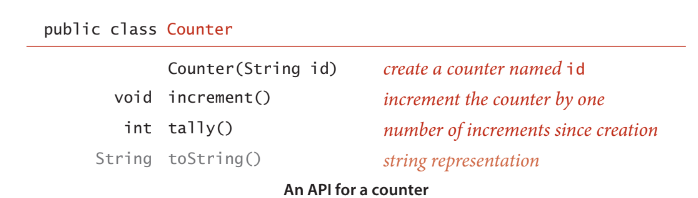 public class Counter
Counter(String id) create a counter named id
void increment() increment the counter by one
int tally() number of increments since creation
String toString() string representation
An API for a counter